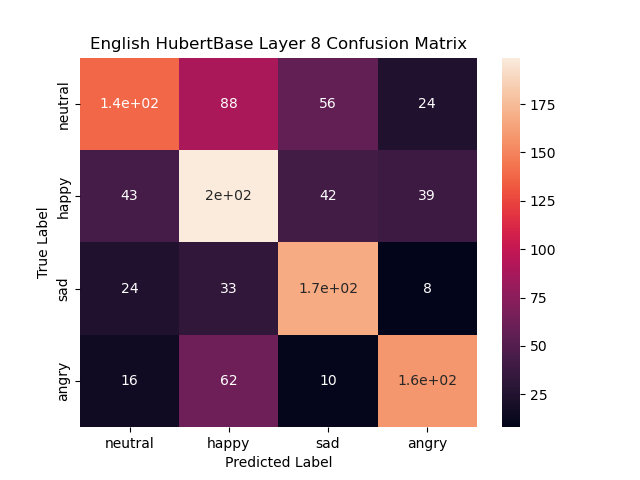 English HubertBase Layer 8 Confusion Matrix
neutral
1.4e+02 88 56 24
happy
43 2e+02 42 39
sad
24 33 1.7e+02 8
angry
16 62 10 1.6e+02
True Label
neutral happy sad angry
Predicted Label
175
150
125
100
75
50
25